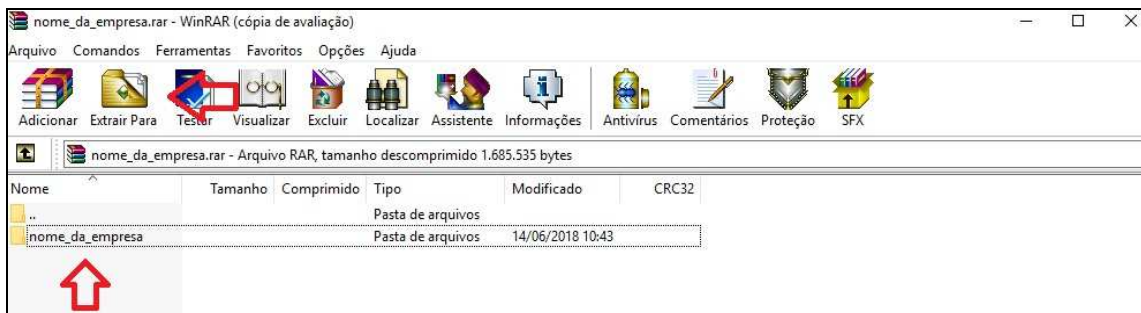 nome_da_empresa.rar - WinRAR (cópia de avaliação)
Arquivo Comandos Ferramentas Favoritos Opções Ajuda
Adicionar Extrair Para Testar Visualizar Excluir Localizar Assistente Informações Antivírus Comentários Proteção SFX
nome_da_empresa.rar - Arquivo RAR, tamanho descomprimido 1.685.535 bytes
Nome Tamanho Comprimido Tipo Modificado CRC32
.. Pasta de arquivos
nome_da_empresa Pasta de arquivos 14/06/2018 10:43